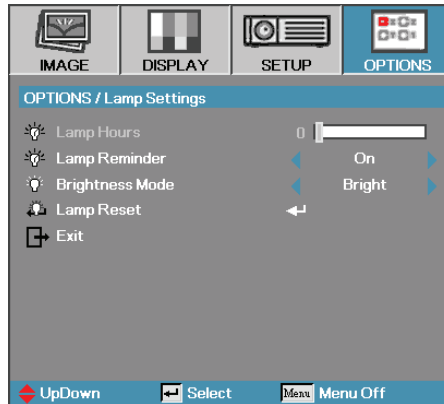 IMAGE DISPLAY SETUP OPTIONS
OPTIONS / Lamp Settings
Lamp Hours 0
Lamp Reminder On
Brightness Mode Bright
Lamp Reset
Exit
UpDown Select Menu Menu Off